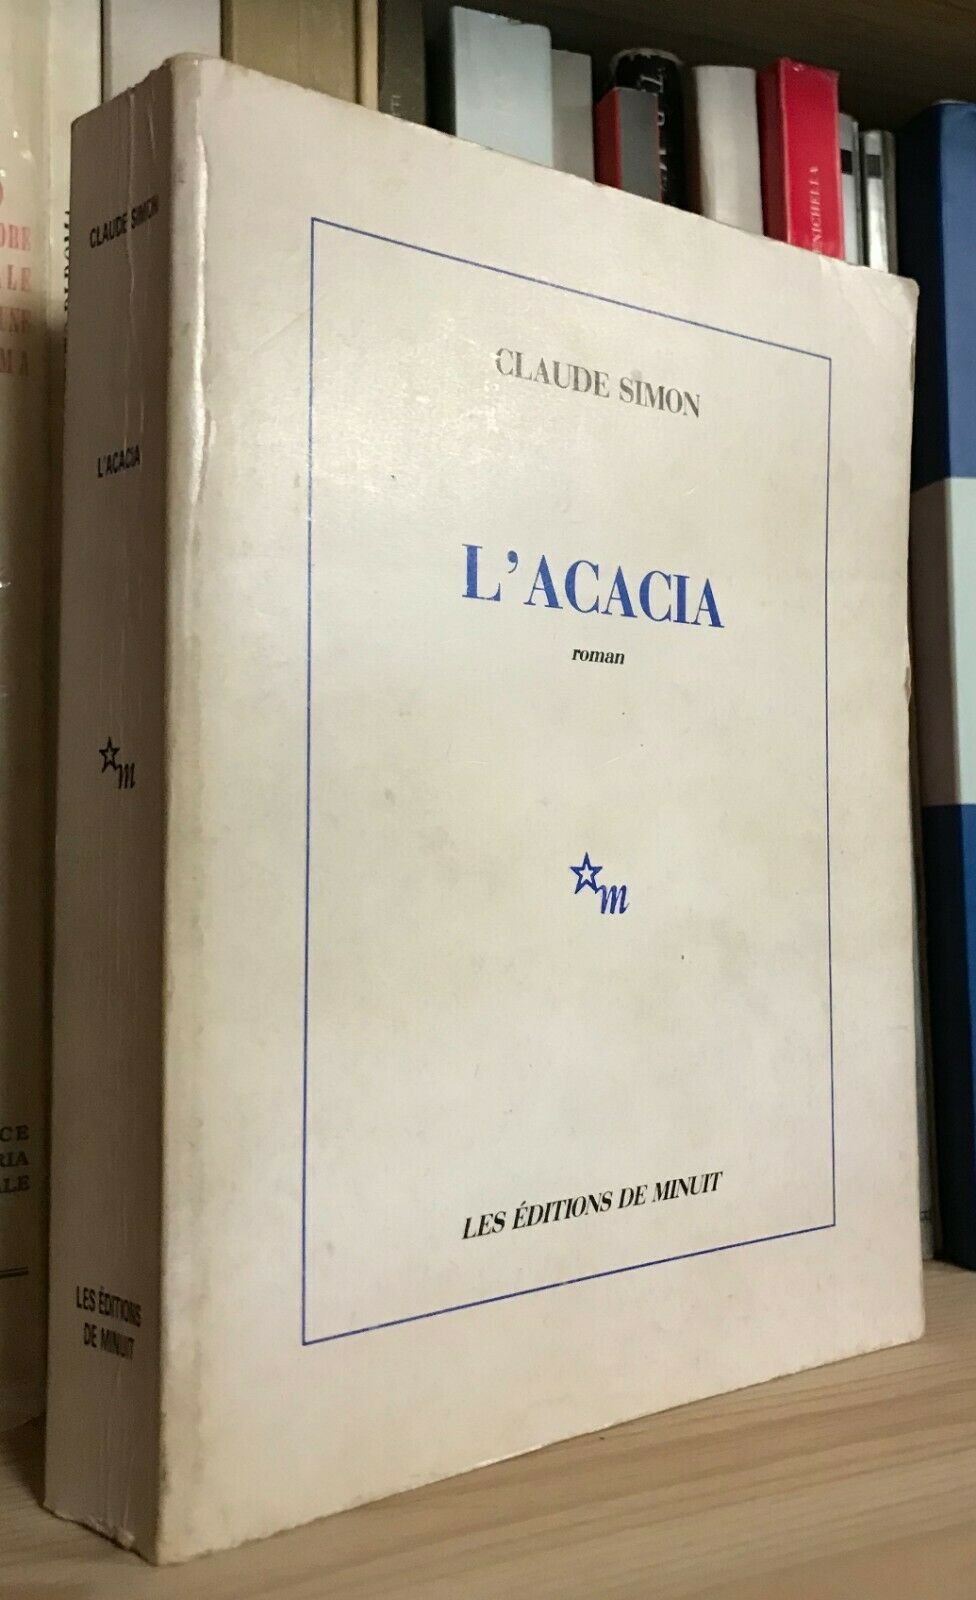 CLAUDE SIMON
L'ACACIA
roman
m
LES ÉDITIONS DE MINUIT
CLAUDE SIMON
L'ACACIA
m
LES ÉDITIONS
DE MINUIT